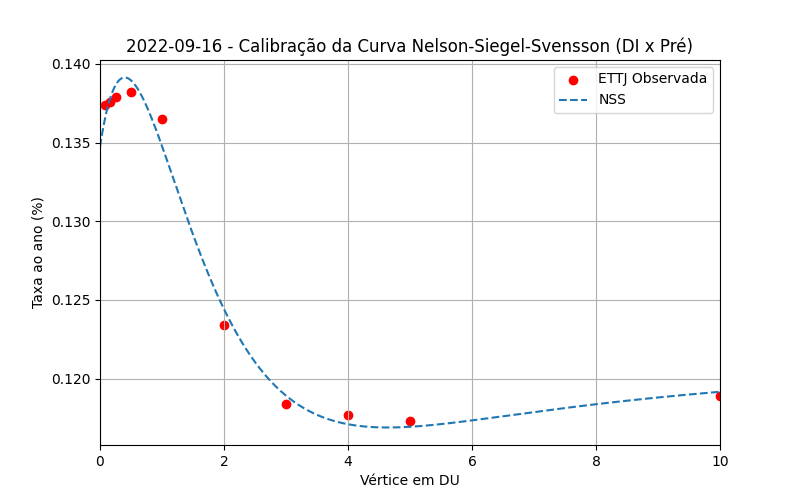 2022-09-16 - Calibração da Curva Nelson-Siegel-Svensson (DI x Pré)
ETTJ Observada
NSS
Taxa ao ano (%)
0.140
0.135
0.130
0.125
0.120
0
2
4
6
8
10
Vértice em DU